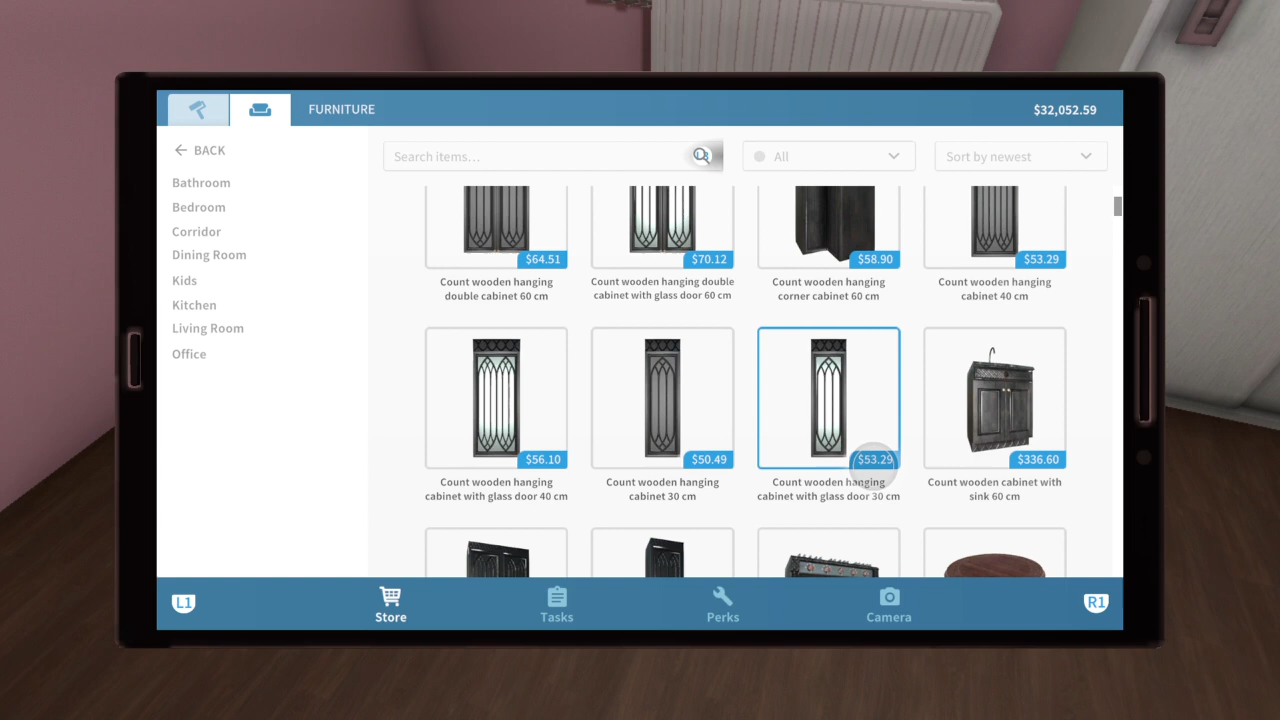 FURNITURE
$32,052.59
BACK
Search items...
All
Sort by newest
Bathroom
Bedroom
Corridor
Dining Room
Kids
Kitchen
Living Room
Office
$64.51
$70.12
$58.90
$53.29
Count wooden hanging
double cabinet 60 cm
Count wooden hanging double
cabinet with glass door 60 cm
Count wooden hanging
corner cabinet 60 cm
Count wooden hanging
cabinet 40 cm
$56.10
$50.49
$53.29
$336.60
Count wooden hanging
cabinet with glass door 40 cm
Count wooden hanging
cabinet 30 cm
Count wooden hanging
cabinet with glass door 30 cm
Count wooden cabinet with
sink 60 cm
L1
Store
Tasks
Perks
Camera
R1